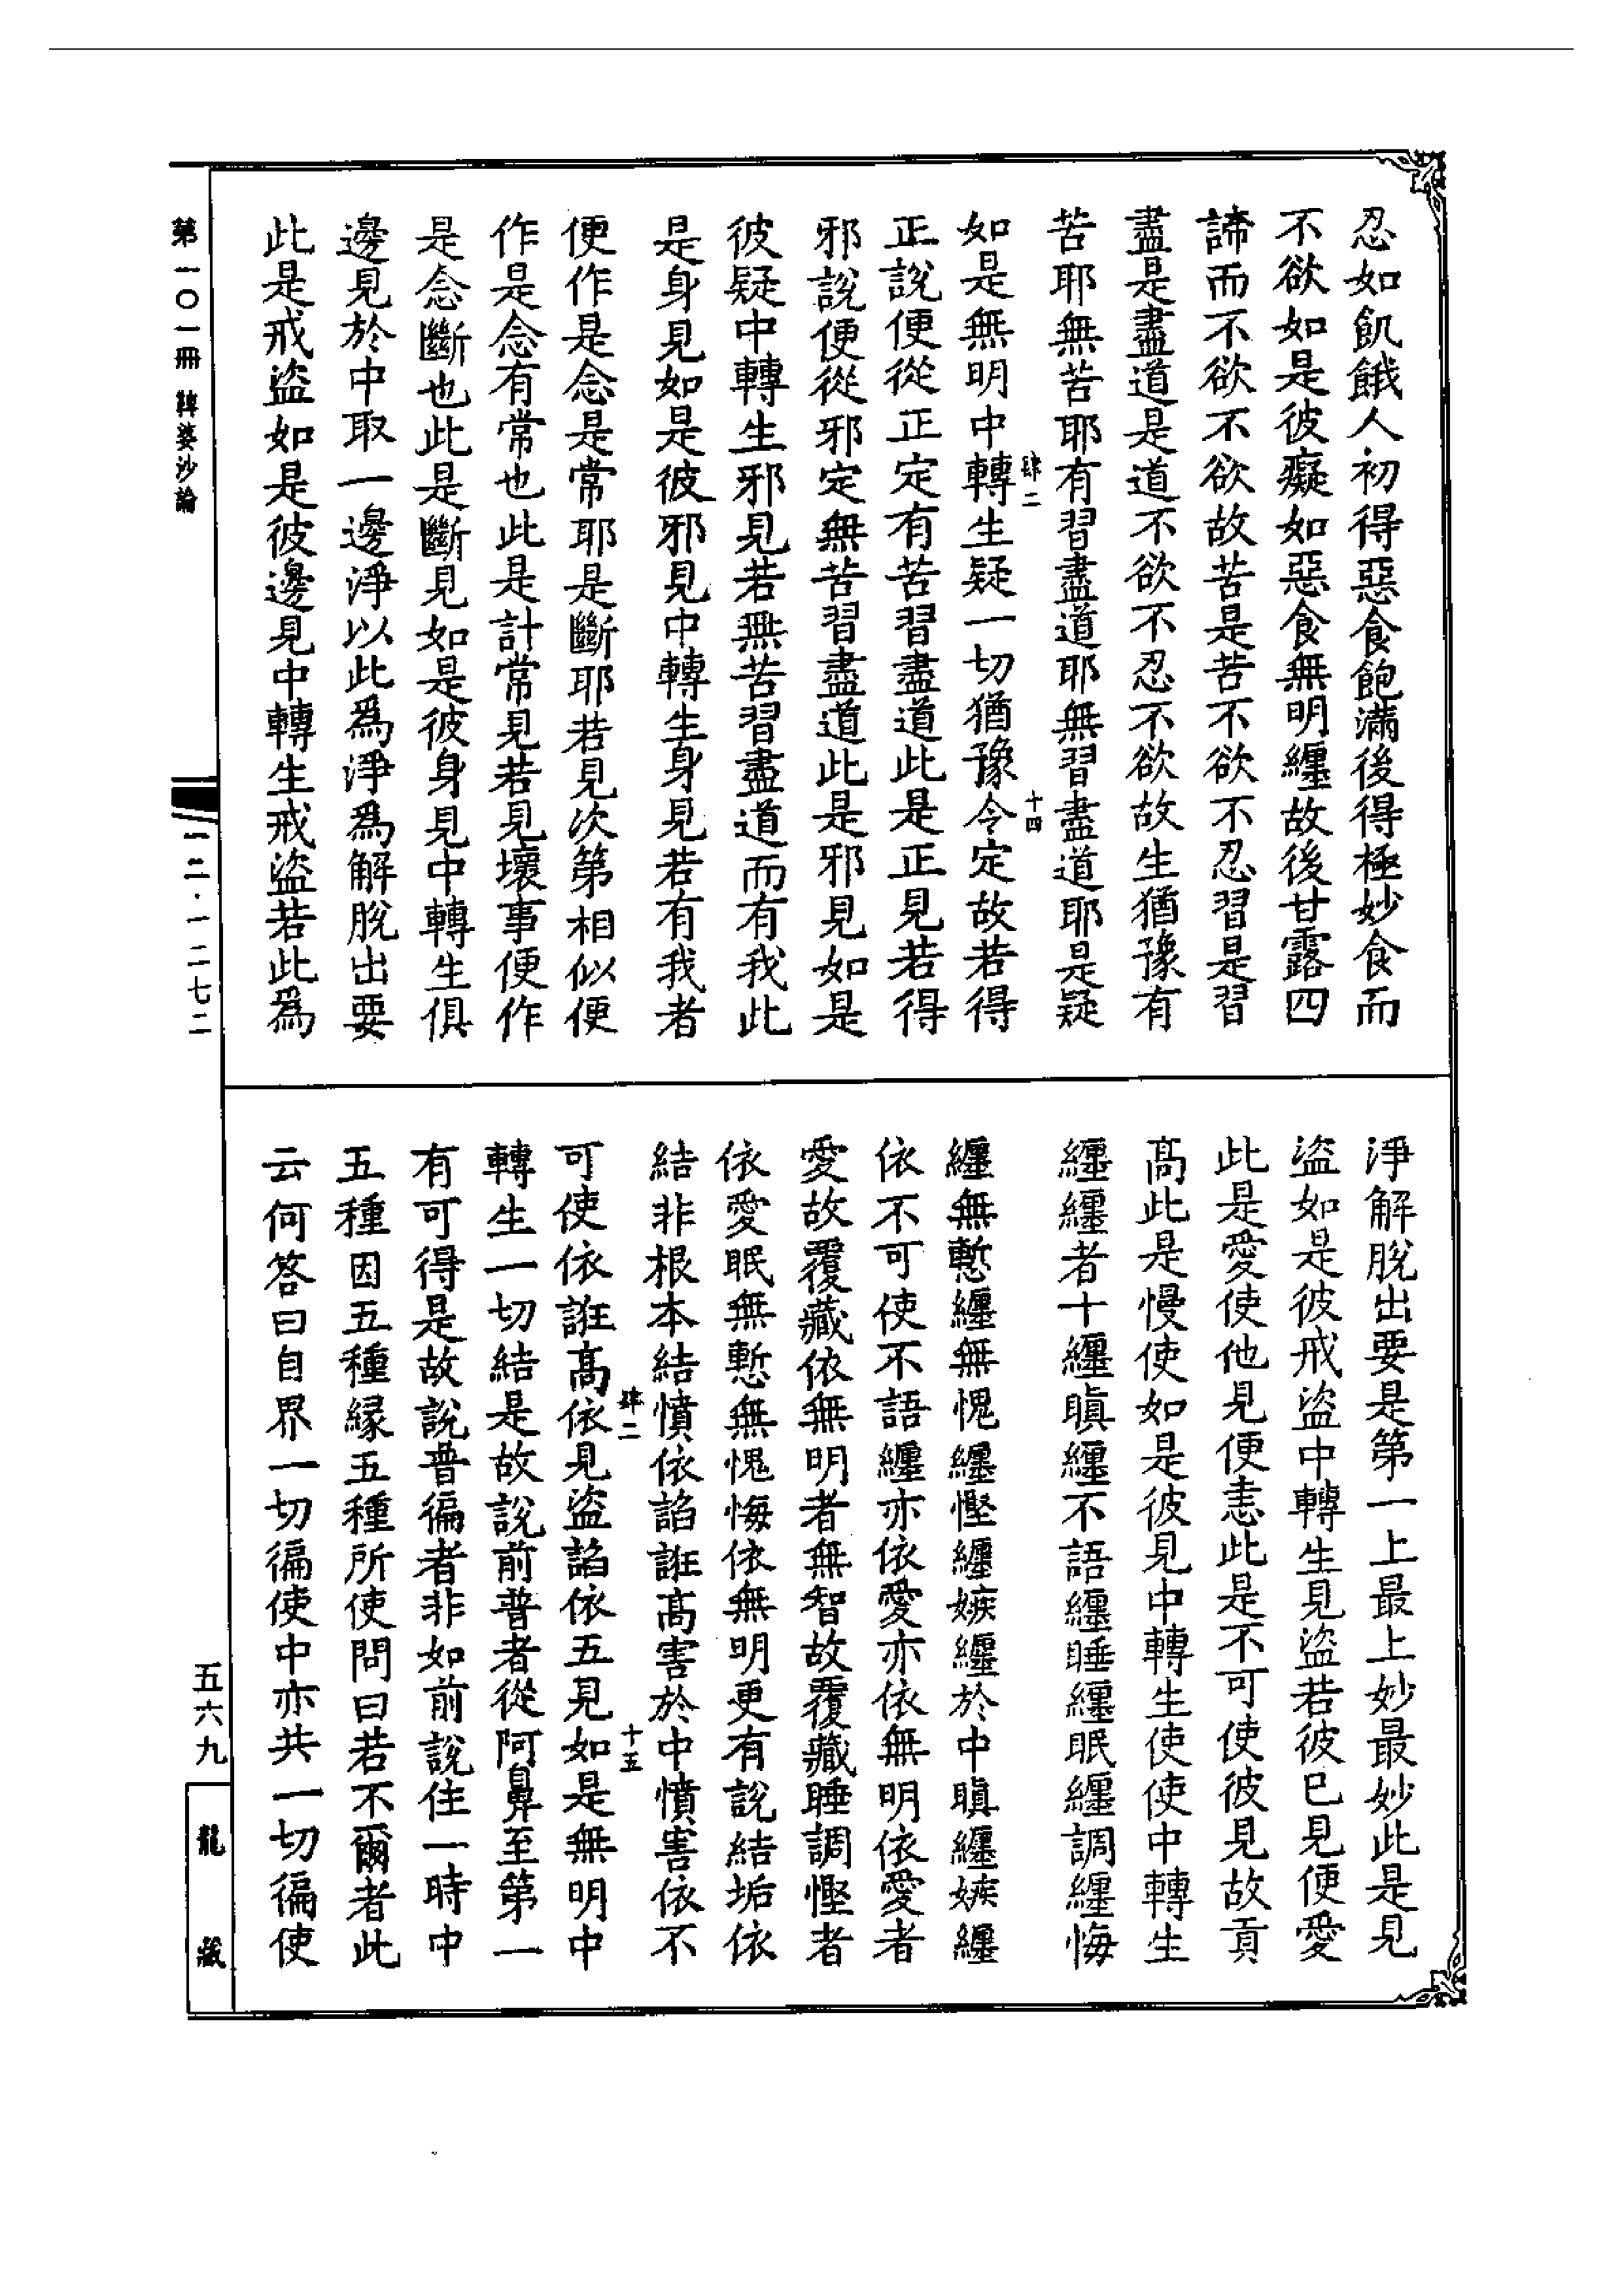 忍如飢餓人初得惡食飽滿後得極妙食而
不欲如是彼癡如惡食無明纏故後甘露四
諦而不欲不欲故苦是苦不欲不忍習是習
盡是盡道是道不欲不忍不欲故生猶豫有
苦耶無苦耶有習盡道耶無習盡道耶是疑
肆二
十四
如是無明中轉生疑一切猶豫令定故若得
正說便從正定有苦習盡道此是正見若得
邪說便從邪定無苦習盡道此是邪見如是
彼疑中轉生邪見若無苦習盡道而有我此
是身見如是彼邪見中轉生身見若有我者
便作是念是常耶是斷耶若見次第相似便
作是念有常也此是計常見若見壞事便作
是念斷也此是斷見如是彼身見中轉生俱
邊見於中取一邊淨以此為淨為解脫出要
此是戒盜如是彼邊見中轉生戒盜若此為
淨解脫出要是第一上最上妙最妙此是見
盜如是彼戒盜中轉生見盜若彼已見便愛
此是愛使他見便恚此是不可使彼見故貢
高此是慢使如是彼見中轉生使使中轉生
纏纏者十纏瞋纏不語纏睡纏眠纏調纏悔
纏無慙纏無愧纏慳纏嫉纏於中瞋纏嫉纏
依不可使不語纏亦依愛亦依無明依愛者
愛故覆藏依無明者無智故覆藏睡調慳者
依愛眠無慙無愧悔依無明更有說結垢依
結非根本結憤依諂誑高害於中憤害依不
肆二
十五
可使依誑高依見盜諂依五見如是無明中
轉生一切結是故說前普者從阿鼻至第一
有可得是故說普徧者非如前說住一時中
五種因五種緣五種所使問曰若不爾者此
云何答曰自界一切徧使中亦共一切徧使
第一〇一冊 鞞婆沙論
二二·一二七二
五六九
龍藏